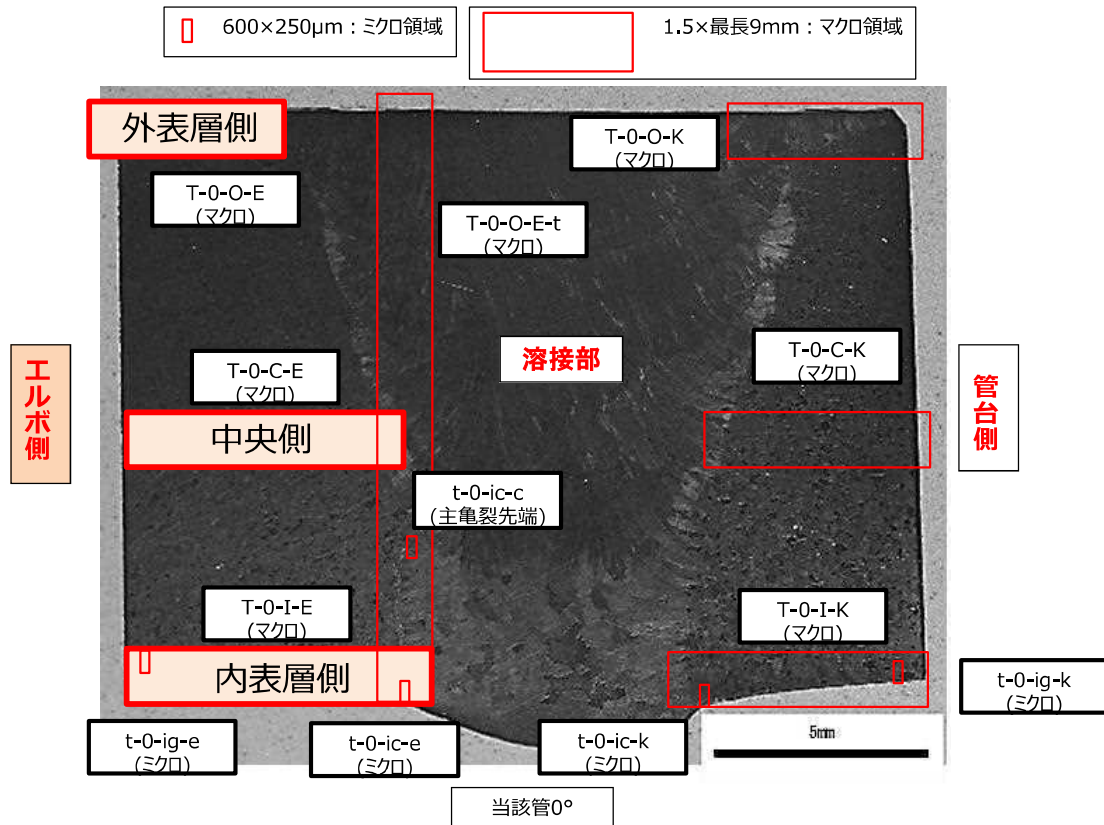 600×250μm：ミクロ領域
1.5×最長9mm：マクロ領域
外表層側
T-0-O-K
(マクロ)
T-0-O-E
(マクロ)
T-0-O-E-t
(マクロ)
溶接部
T-0-C-E
(マクロ)
T-0-C-K
(マクロ)
エルボ側
管台側
中央側
t-0-ic-c
(主亀裂先端)
T-0-I-E
(マクロ)
T-0-I-K
(マクロ)
内表層側
t-0-ig-k
(ミクロ)
t-0-ig-e
(ミクロ)
t-0-ic-e
(ミクロ)
t-0-ic-k
(ミクロ)
5mm
当該管0°